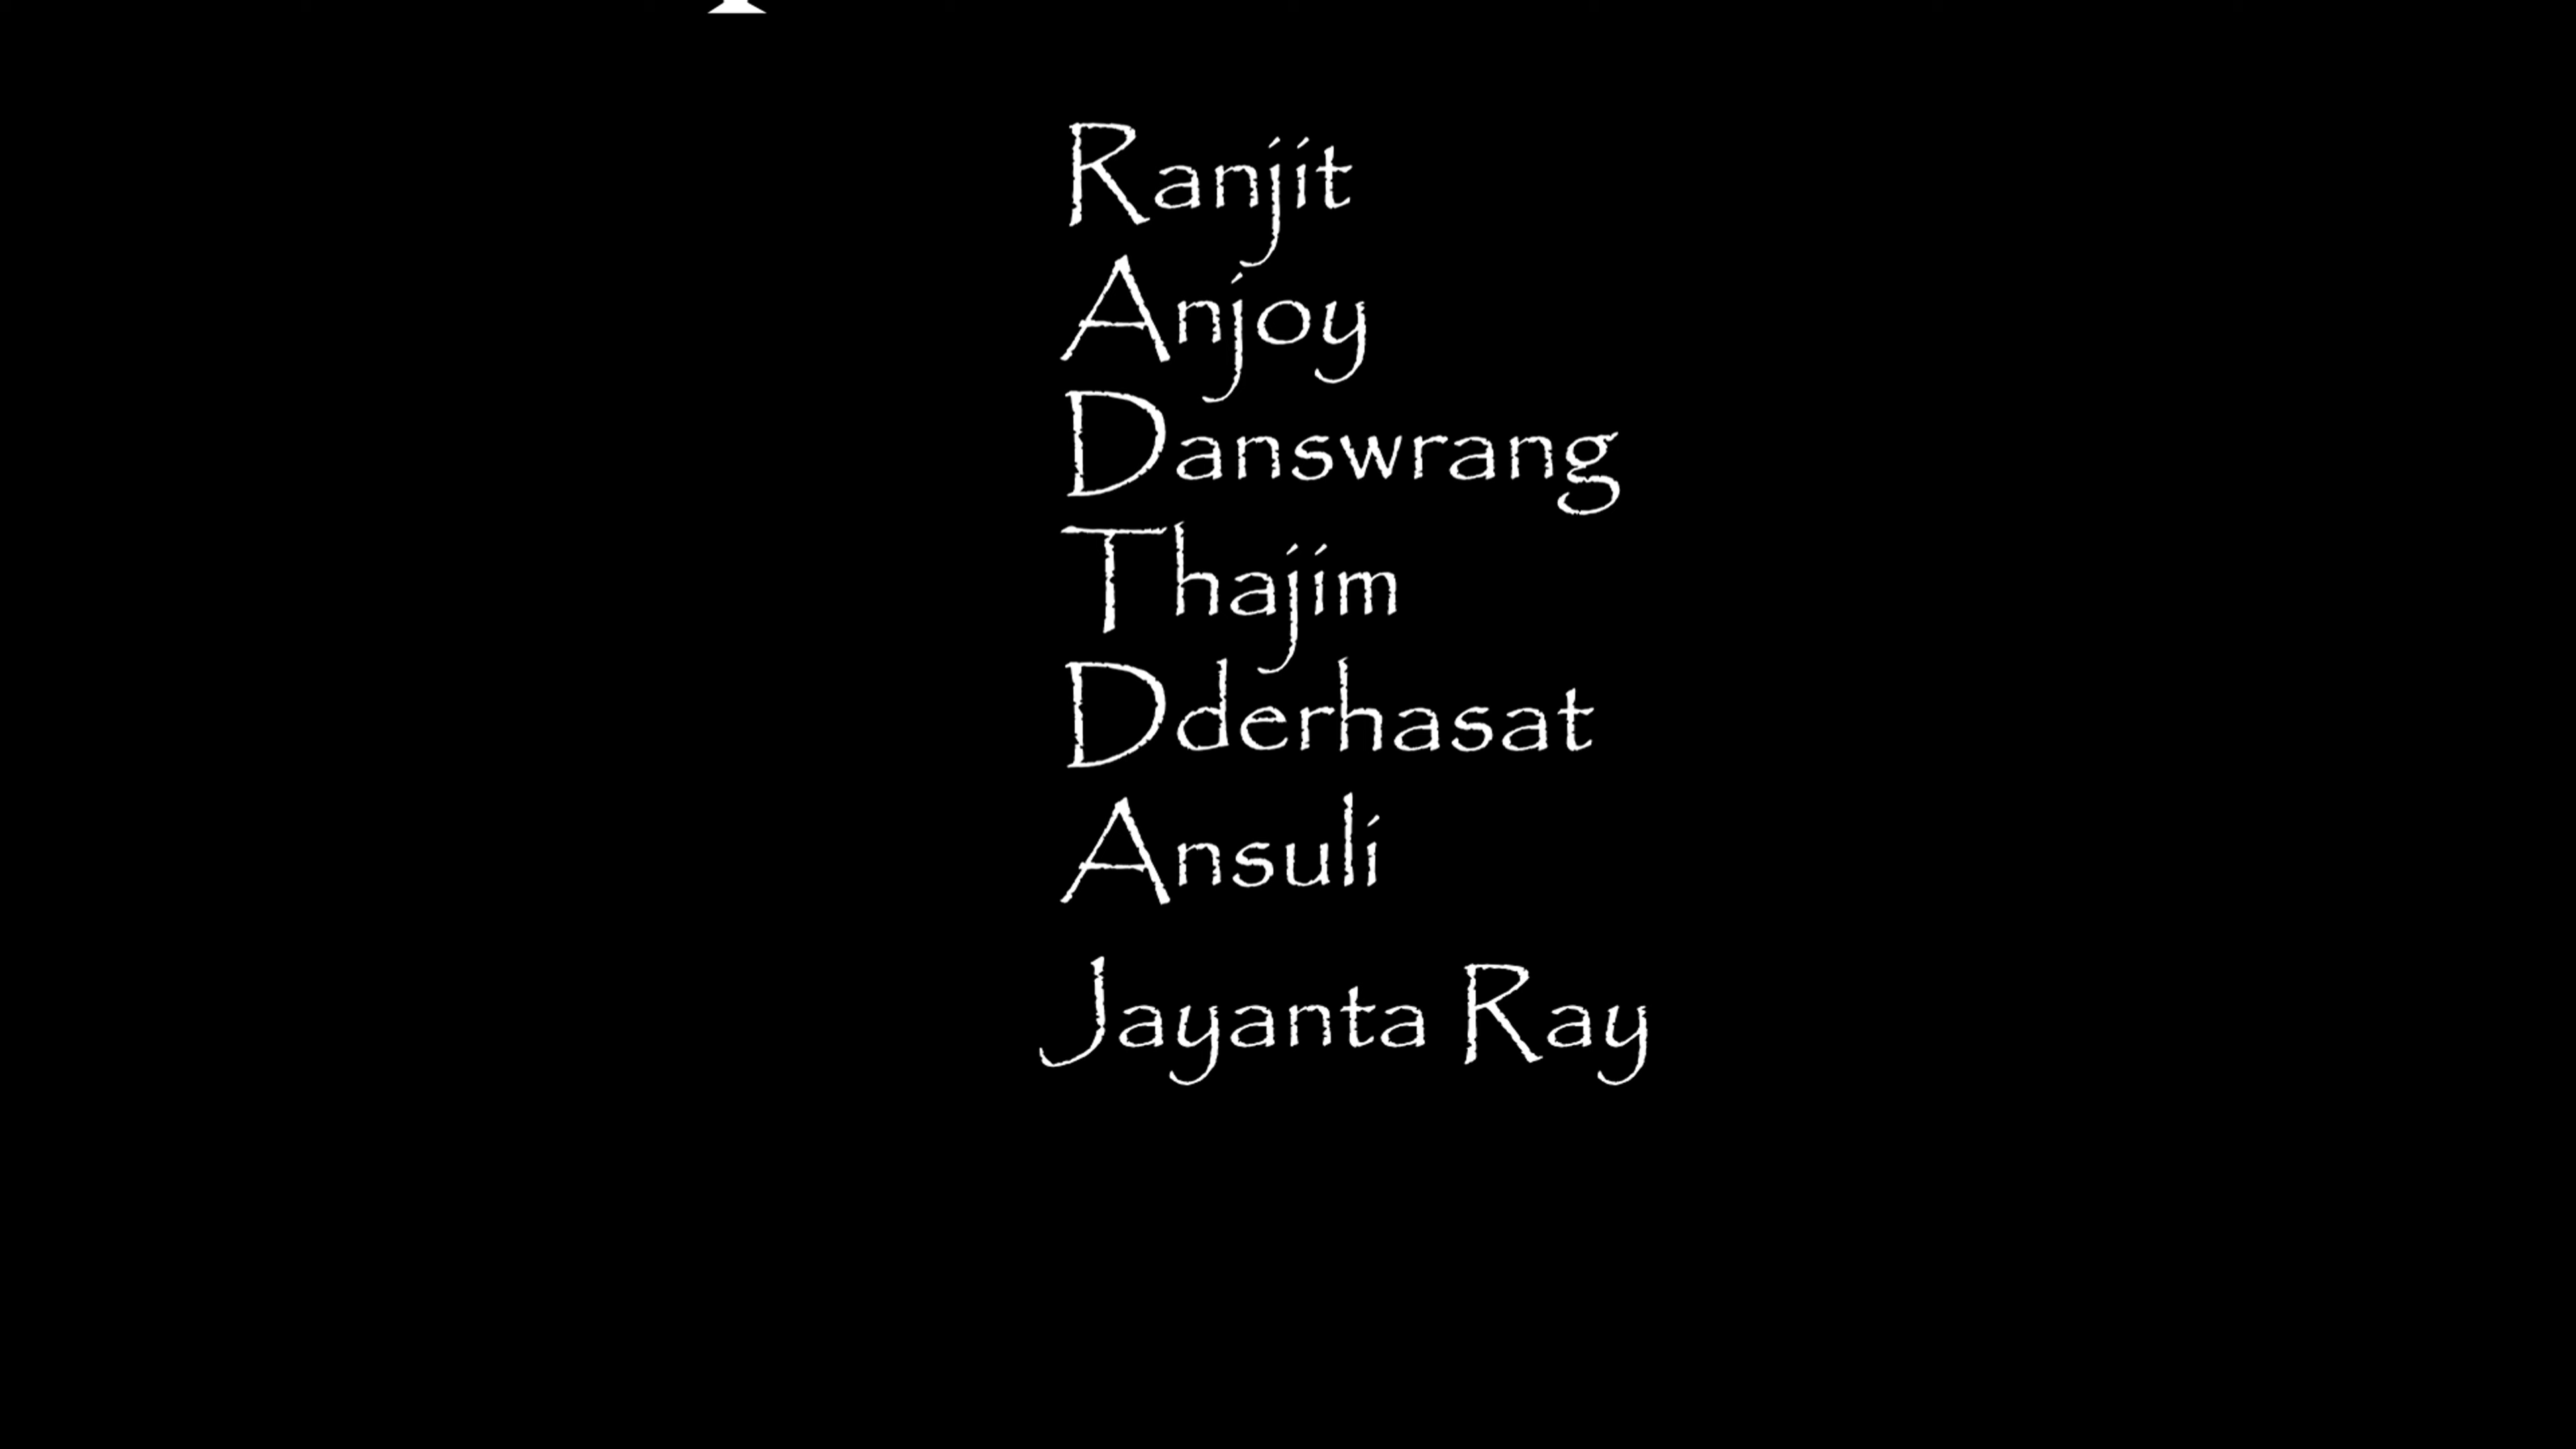 Ranjit
Anjoy
Danswrang
Thajim
Dderhasat
Ansuli
Jayanta Ray